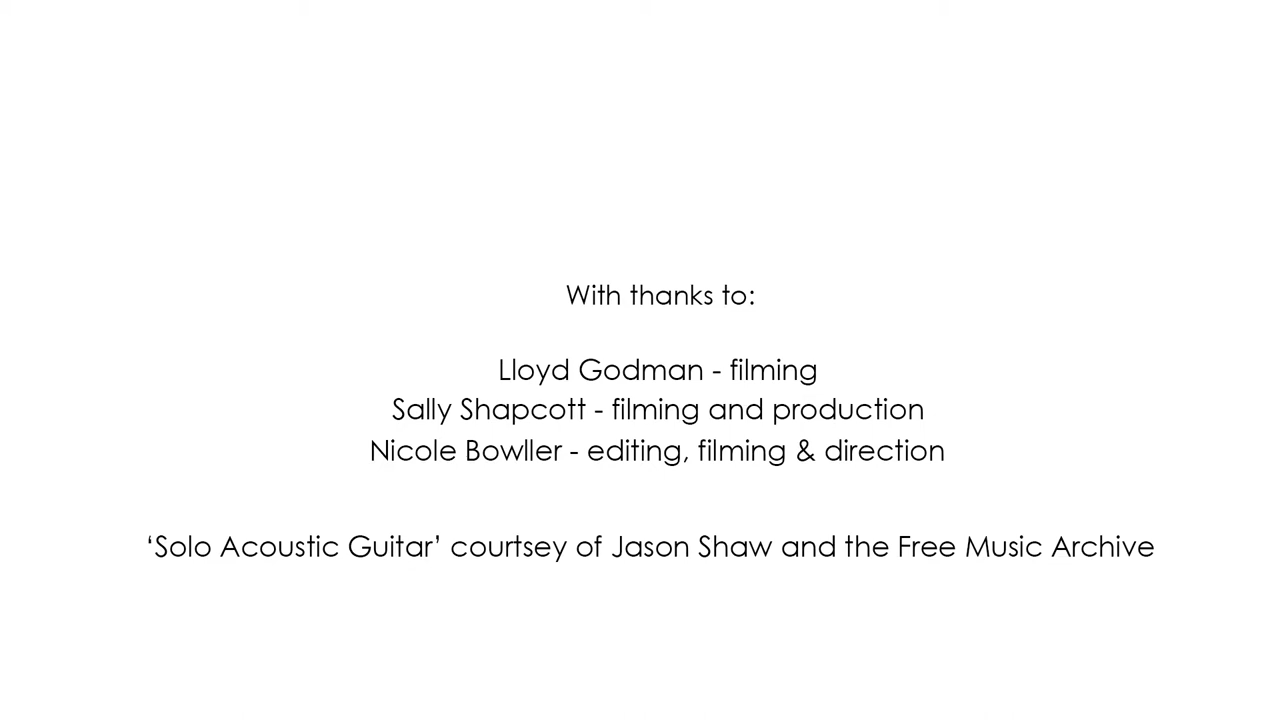 With thanks to:
Lloyd Godman - filming
Sally Shapcott - filming and production
Nicole Bowller - editing, filming & direction
‘Solo Acoustic Guitar’ courtsey of Jason Shaw and the Free Music Archive